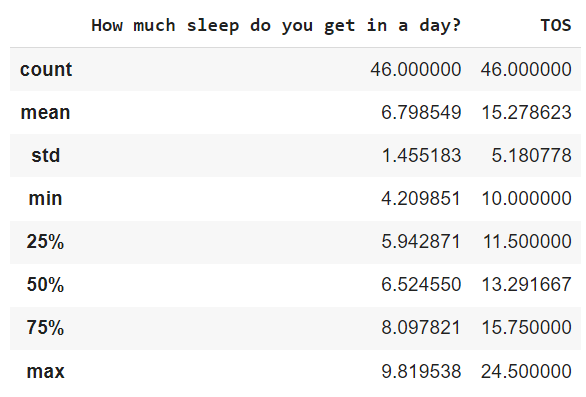 How much sleep do you get in a day? TOS
count 46.000000 46.000000
mean 6.798549 15.278623
std 1.455183 5.180778
min 4.209851 10.000000
25% 5.942871 11.500000
50% 6.524550 13.291667
75% 8.097821 15.750000
max 9.819538 24.500000